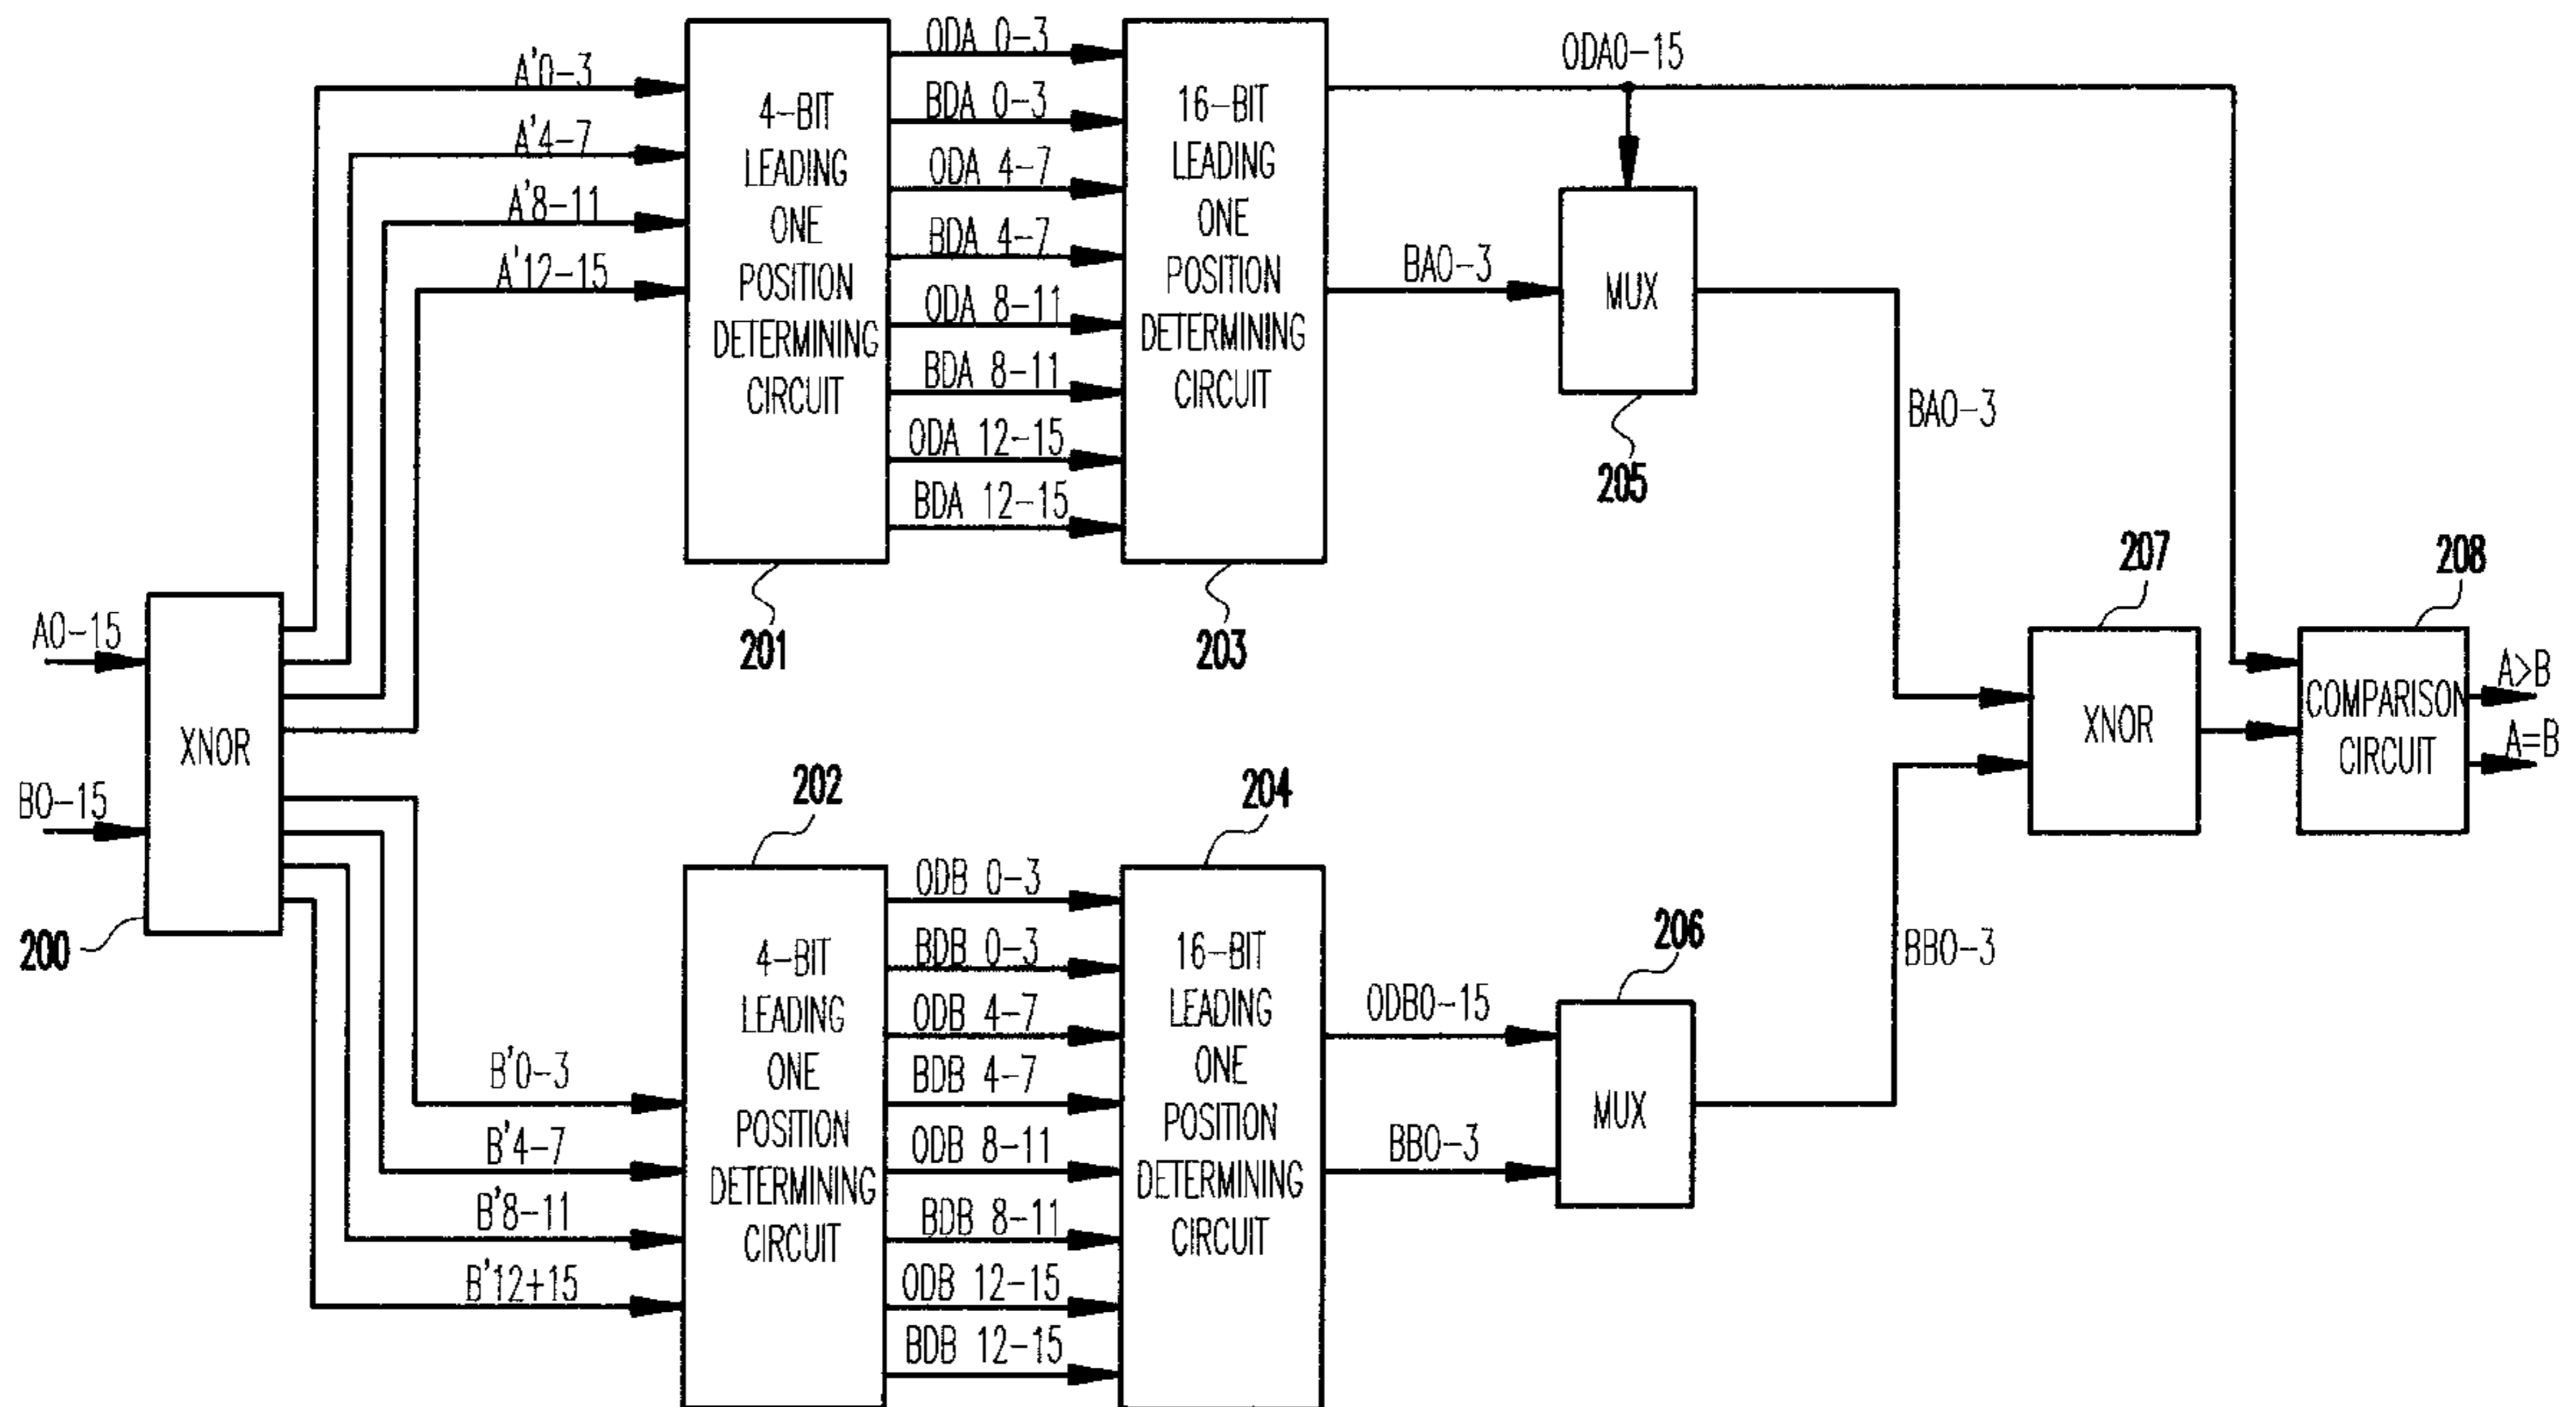 A0-15
B0-15
XNOR
200
A'0-3
A'4-7
A'8-11
A'12-15
4-BIT
LEADING
ONE
POSITION
DETERMINING
CIRCUIT
201
ODA 0-3
BDA 0-3
ODA 4-7
BDA 4-7
ODA 8-11
BDA 8-11
ODA 12-15
BDA 12-15
16-BIT
LEADING
ONE
POSITION
DETERMINING
CIRCUIT
203
ODA0-15
BA0-3
MUX
205
BA0-3
B'0-3
B'4-7
B'8-11
B'12+15
202
4-BIT
LEADING
ONE
POSITION
DETERMINING
CIRCUIT
ODB 0-3
BDB 0-3
ODB 4-7
BDB 4-7
ODB 8-11
BDB 8-11
ODB 12-15
BDB 12-15
204
16-BIT
LEADING
ONE
POSITION
DETERMINING
CIRCUIT
ODB0-15
BB0-3
206
MUX
BB0-3
207
XNOR
208
COMPARISON
CIRCUIT
A>B
A=B